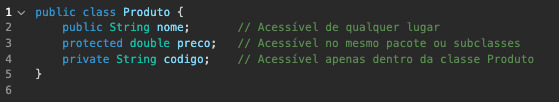 1 public class Produto {
2 public String nome; // Acessível de qualquer lugar
3 protected double preco; // Acessível no mesmo pacote ou subclasses
4 private String codigo; // Acessível apenas dentro da classe Produto
5 }
6